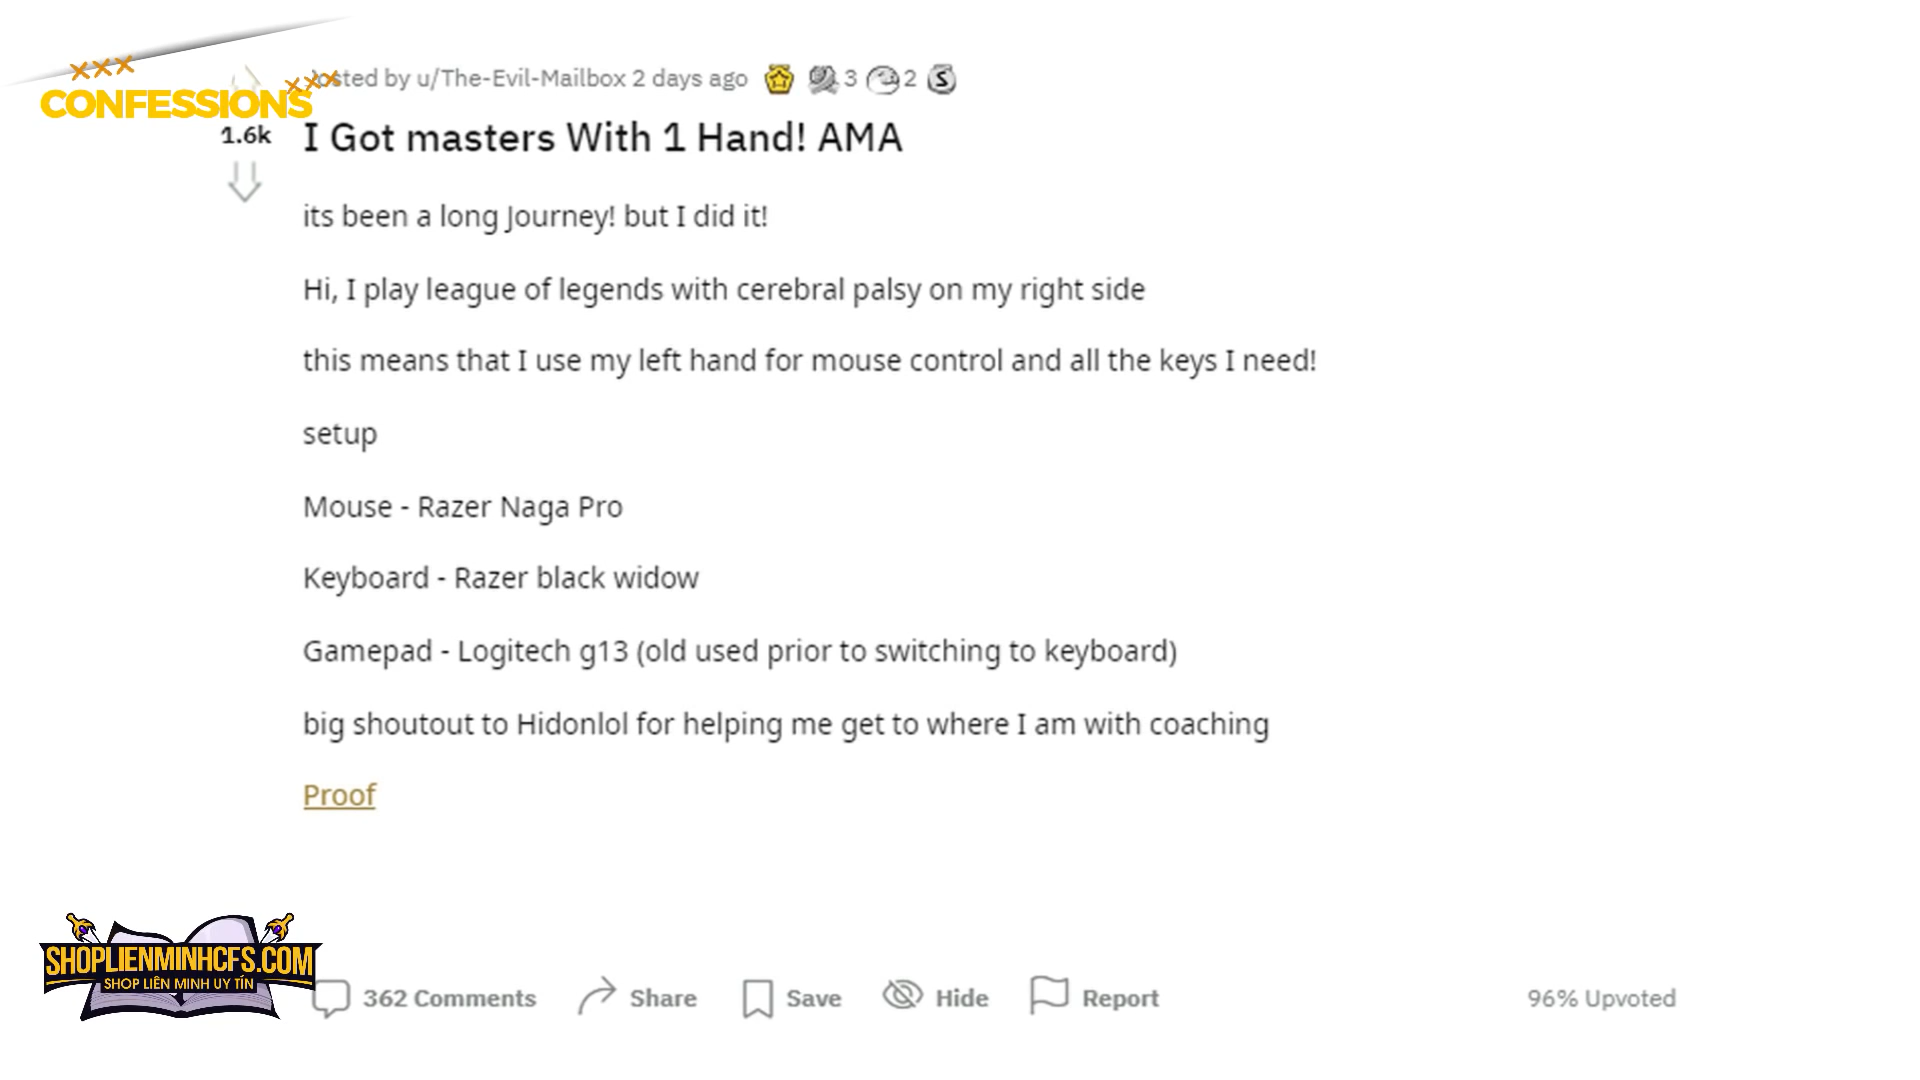 XXX
XXX
CONFESSIONS
osted by u/The-Evil-Mailbox 2 days ago 3 2 S
1.6k
I Got masters With 1 Hand! AMA
its been a long Journey! but I did it!
Hi, I play league of legends with cerebral palsy on my right side
this means that I use my left hand for mouse control and all the keys I need!
setup
Mouse - Razer Naga Pro
Keyboard - Razer black widow
Gamepad - Logitech g13 (old used prior to switching to keyboard)
big shoutout to Hidonlol for helping me get to where I am with coaching
Proof
SHOPLIENMINHCFS.COM
SHOP LIÊN MINH UY TÍN
362 Comments Share Save Hide Report 96% Upvoted